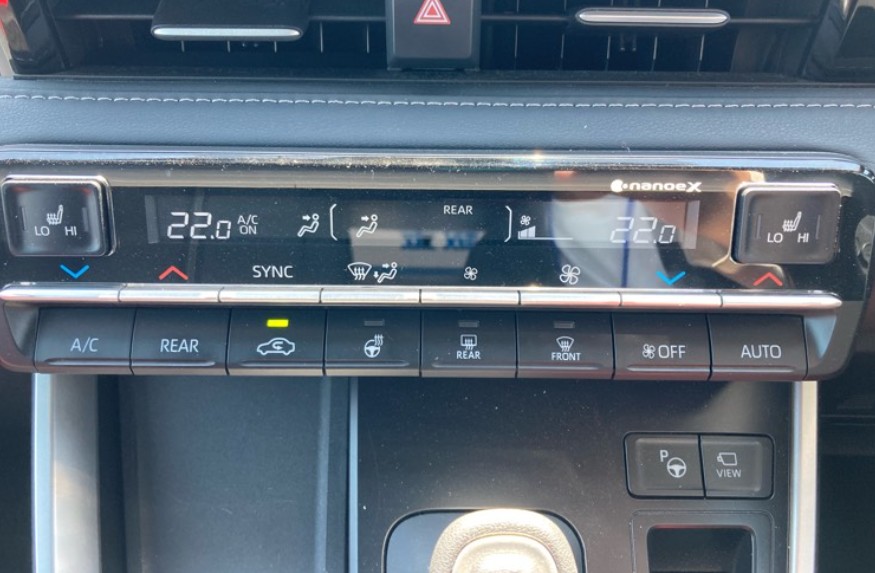 nanoeX
LO HI
22.0 A/C ON
REAR
22.0
LO HI
SYNC
A/C
REAR
REAR
FRONT
OFF
AUTO
P
VIEW